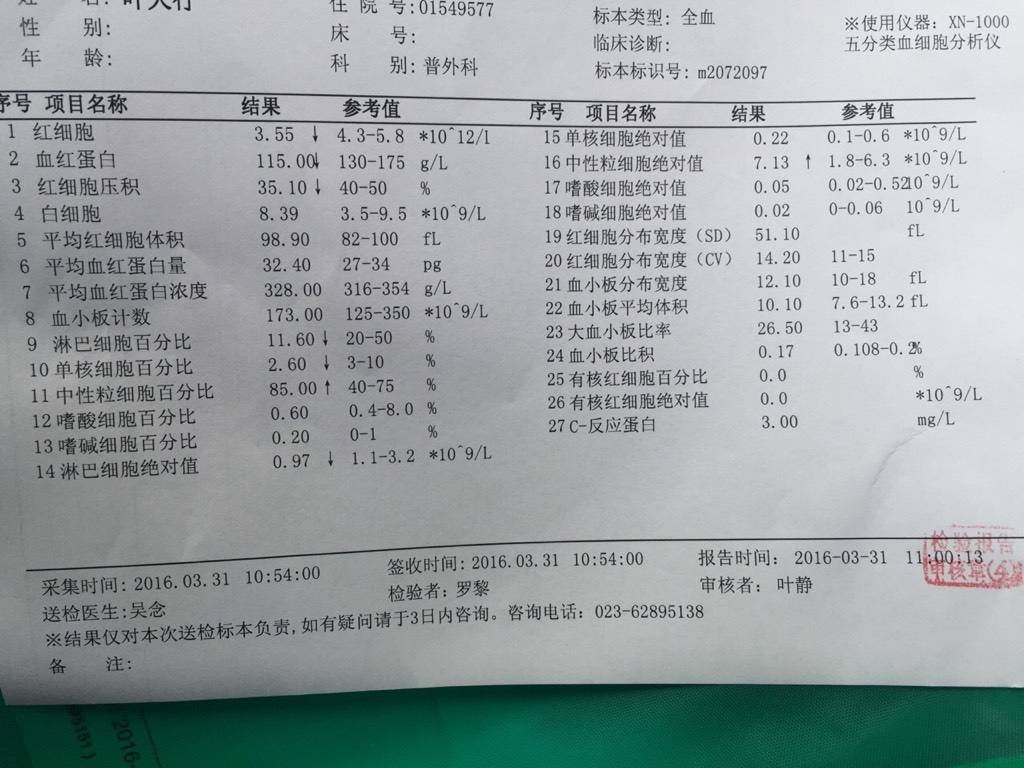 性 别: 住 院 号:01549577 标本类型: 全血 ※使用仪器: XN-1000
年 龄: 床 号: 临床诊断: 五分类血细胞分析仪
科 别: 普外科 标本标识号: m2072097
序号 项目名称 结果 参考值 序号 项目名称 结果 参考值
1 红细胞 3.55 ↓ 4.3-5.8 *10^12/l 15 单核细胞绝对值 0.22 0.1-0.6 *10^9/L
2 血红蛋白 115.00↓ 130-175 g/L 16 中性粒细胞绝对值 7.13 ↑ 1.8-6.3 *10^9/L
3 红细胞压积 35.10 ↓ 40-50 % 17 嗜酸细胞绝对值 0.05 0.02-0.52 10^9/L
4 白细胞 8.39 3.5-9.5 *10^9/L 18 嗜碱细胞绝对值 0.02 0-0.06 10^9/L
5 平均红细胞体积 98.90 82-100 fL 19 红细胞分布宽度(SD) 51.10 fL
6 平均血红蛋白量 32.40 27-34 pg 20 红细胞分布宽度(CV) 14.20 11-15
7 平均血红蛋白浓度 328.00 316-354 g/L 21 血小板分布宽度 12.10 10-18 fL
8 血小板计数 173.00 125-350 *10^9/L 22 血小板平均体积 10.10 7.6-13.2 fL
9 淋巴细胞百分比 11.60 ↓ 20-50 % 23 大血小板比率 26.50 13-43
10 单核细胞百分比 2.60 ↓ 3-10 % 24 血小板比积 0.17 0.108-0.2 %
11 中性粒细胞百分比 85.00 ↑ 40-75 % 25 有核红细胞百分比 0.0 %
12 嗜酸细胞百分比 0.60 0.4-8.0 % 26 有核红细胞绝对值 0.0 *10^9/L
13 嗜碱细胞百分比 0.20 0-1 % 27 C-反应蛋白 3.00 mg/L
14 淋巴细胞绝对值 0.97 ↓ 1.1-3.2 *10^9/L
检验报告
审核章
采集时间: 2016.03.31 10:54:00 签收时间: 2016.03.31 10:54:00 报告时间: 2016-03-31 11:00:13
送检医生:吴念 检验者: 罗黎 审核者: 叶静
※结果仅对本次送检标本负责,如有疑问请于3日内咨询。咨询电话: 023-62895138
备 注:
2016-